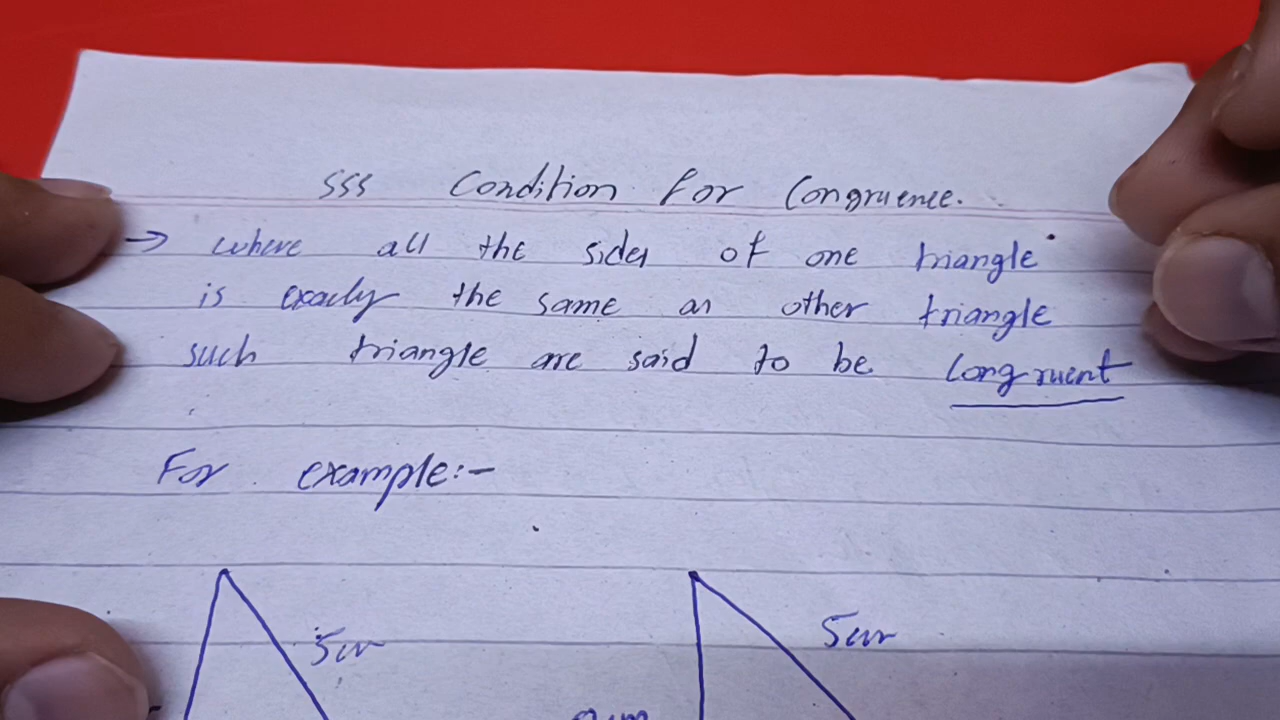 SSS Condition For Congruence.
→ where all the sides of one triangle
is exactly the same as other triangle
such triangle are said to be Congruent
For example:-
5cm 5cm